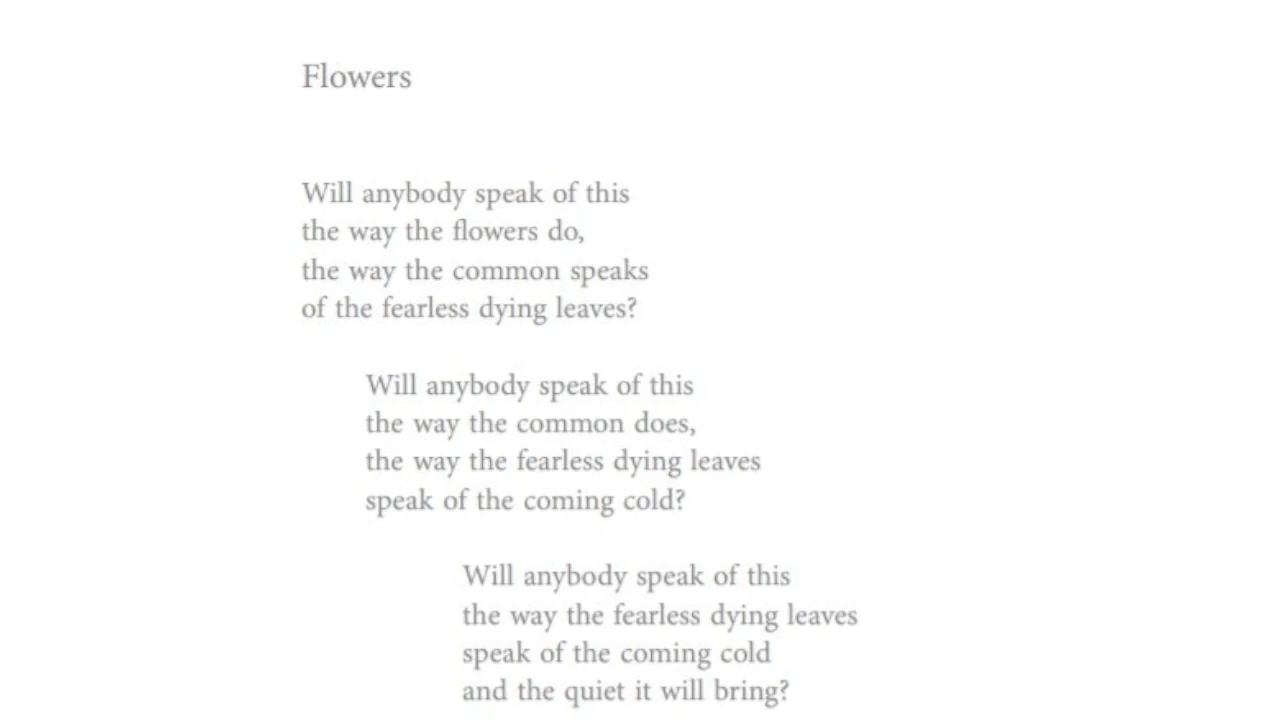 Flowers
Will anybody speak of this
the way the flowers do,
the way the common speaks
of the fearless dying leaves?
Will anybody speak of this
the way the common does,
the way the fearless dying leaves
speak of the coming cold?
Will anybody speak of this
the way the fearless dying leaves
speak of the coming cold
and the quiet it will bring?